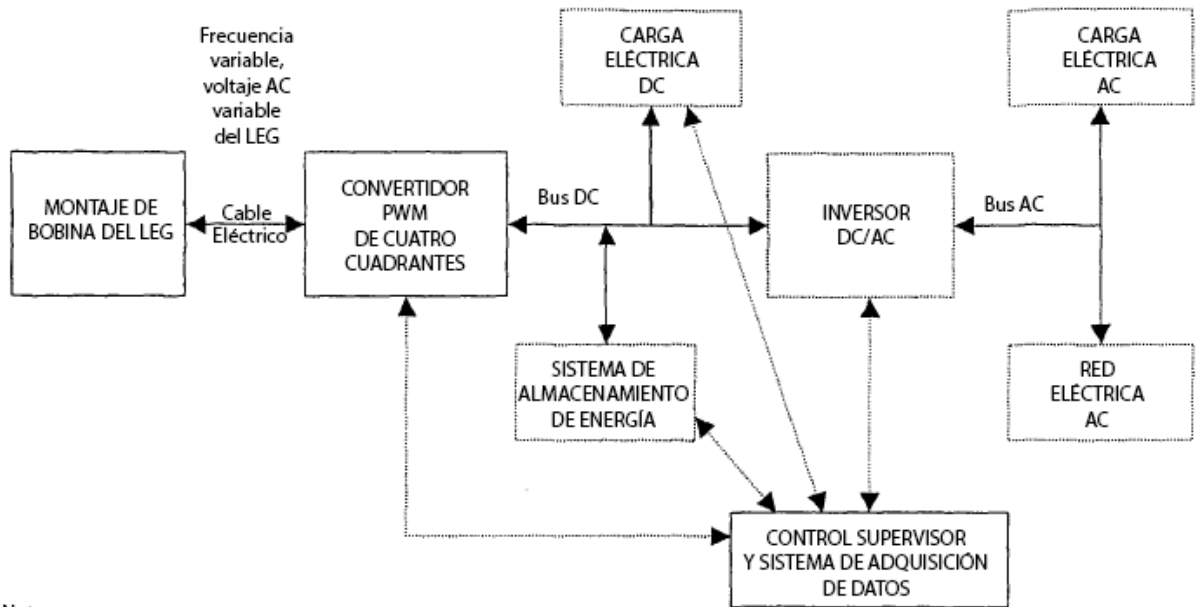 Frecuencia
variable,
voltaje AC
variable
del LEG
CARGA
ELÉCTRICA
DC
CARGA
ELÉCTRICA
AC
MONTAJE DE
BOBINA DEL LEG
Cable
Eléctrico
CONVERTIDOR
PWM
DE CUATRO
CUADRANTES
Bus DC
INVERSOR
DC/AC
Bus AC
SISTEMA DE
ALMACENAMIENTO
DE ENERGÍA
RED
ELÉCTRICA
AC
CONTROL SUPERVISOR
Y SISTEMA DE ADQUISICIÓN
DE DATOS